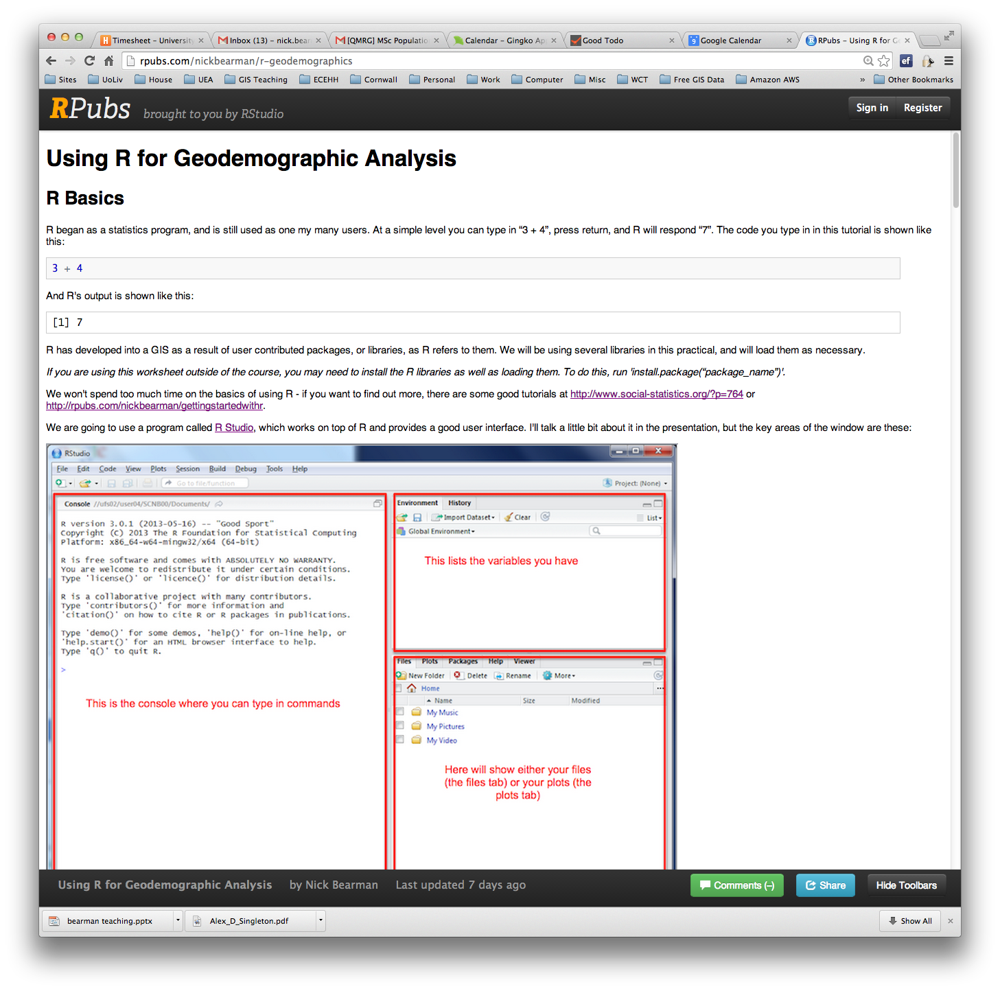 Timesheet – University
Inbox (13) – nick.bear
[QMRG] MSc Populatio
Calendar – Gingko Ap
Good Todo
Google Calendar
RPubs – Using R for G
rpubs.com/nickbearman/r-geodemographics
ef
Sites UoLiv House UEA GIS Teaching ECEHH Cornwall Personal Work Computer Misc WCT Free GIS Data Amazon AWS » Other Bookmarks
RPubs brought to you by RStudio Sign in Register
Using R for Geodemographic Analysis
R Basics
R began as a statistics program, and is still used as one my many users. At a simple level you can type in “3 + 4”, press return, and R will respond “7”. The code you type in in this tutorial is shown like
this:
3 + 4
And R's output is shown like this:
[1] 7
R has developed into a GIS as a result of user contributed packages, or libraries, as R refers to them. We will be using several libraries in this practical, and will load them as necessary.
If you are using this worksheet outside of the course, you may need to install the R libraries as well as loading them. To do this, run 'install.package(“package_name”)'.
We won't spend too much time on the basics of using R - if you want to find out more, there are some good tutorials at http://www.social-statistics.org/?p=764 or
http://rpubs.com/nickbearman/gettingstartedwithr.
We are going to use a program called R Studio, which works on top of R and provides a good user interface. I'll talk a little bit about it in the presentation, but the key areas of the window are these:
RStudio
File Edit Code View Plots Session Build Debug Tools Help
Go to file/function Project: (None)
Console //ufs02/user04/SCNB00/Documents/
R version 3.0.1 (2013-05-16) -- "Good Sport"
Copyright (C) 2013 The R Foundation for Statistical Computing
Platform: x86_64-w64-mingw32/x64 (64-bit)
R is free software and comes with ABSOLUTELY NO WARRANTY.
You are welcome to redistribute it under certain conditions.
Type 'license()' or 'licence()' for distribution details.
R is a collaborative project with many contributors.
Type 'contributors()' for more information and
'citation()' on how to cite R or R packages in publications.
Type 'demo()' for some demos, 'help()' for on-line help, or
'help.start()' for an HTML browser interface to help.
Type 'q()' to quit R.
>
This is the console where you can type in commands
Environment History
Import Dataset Clear List
Global Environment
This lists the variables you have
Files Plots Packages Help Viewer
New Folder Delete Rename More
Home ...
Name Size Modified
My Music
My Pictures
My Video
Here will show either your files
(the files tab) or your plots (the
plots tab)
Using R for Geodemographic Analysis by Nick Bearman Last updated 7 days ago Comments (–) Share Hide Toolbars
bearman teaching.pptx Alex_D_Singleton.pdf Show All